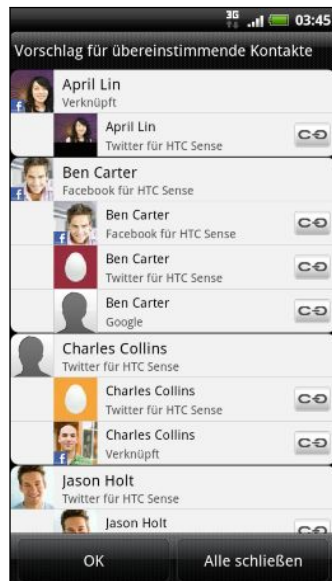 3G
03:45
Vorschlag für übereinstimmende Kontakte
April Lin
Verknüpft
April Lin
Twitter für HTC Sense
Ben Carter
Facebook für HTC Sense
Ben Carter
Facebook für HTC Sense
Ben Carter
Twitter für HTC Sense
Ben Carter
Google
Charles Collins
Twitter für HTC Sense
Charles Collins
Twitter für HTC Sense
Charles Collins
Verknüpft
Jason Holt
Twitter für HTC Sense
Jason Holt
OK
Alle schließen